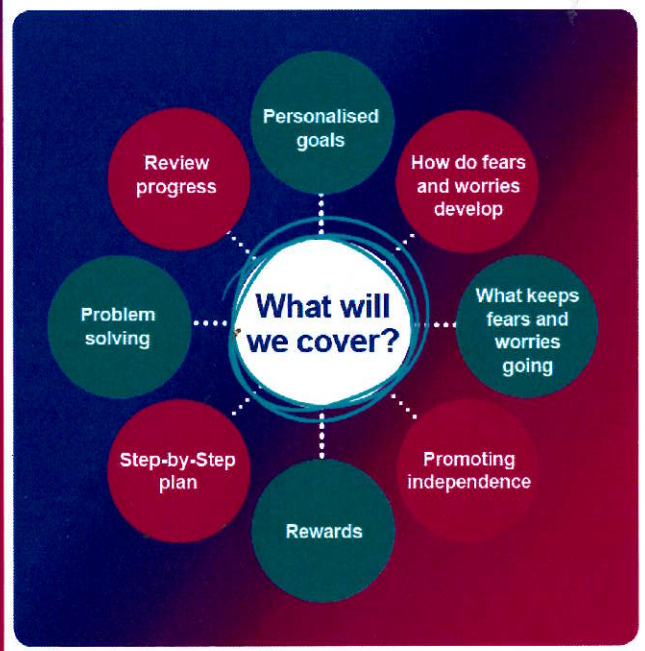 Personalised
goals
How do fears
and worries
develop
What keeps
fears and
worries
going
Promoting
independence
Rewards
Step-by-Step
plan
Problem
solving
Review
progress
What will
we cover?